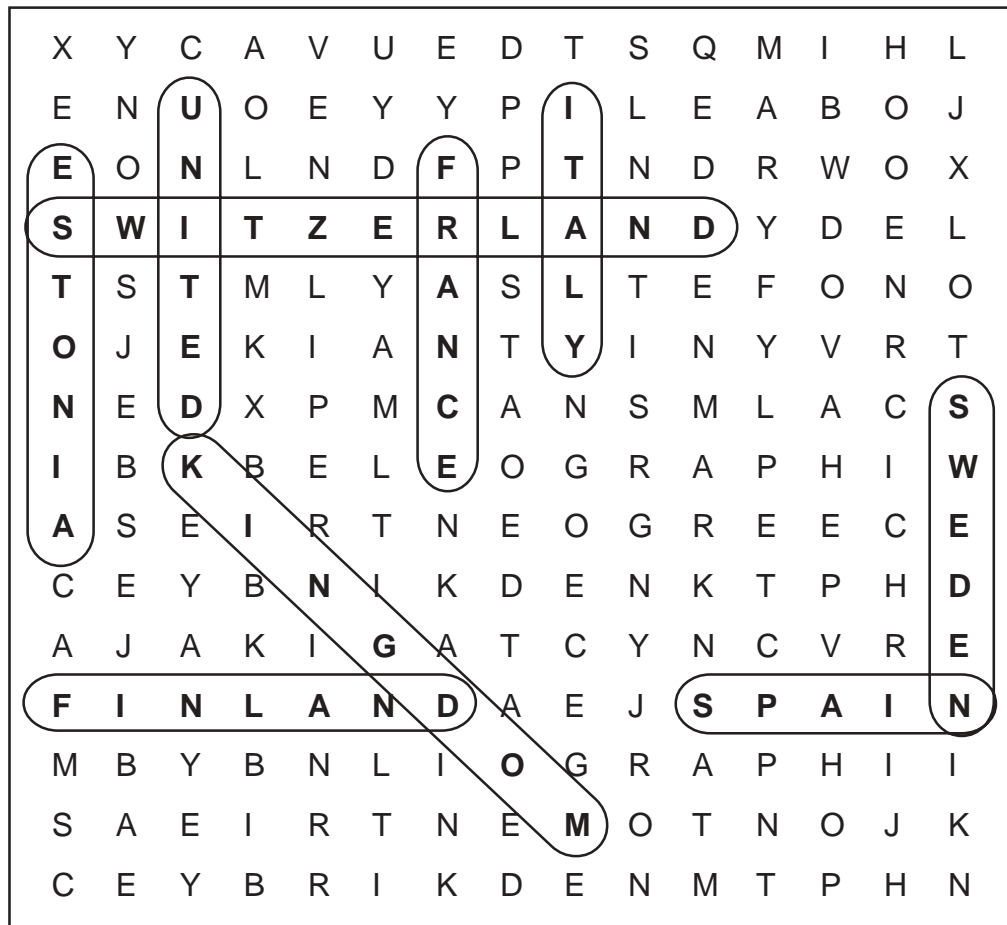 X Y C A V U E D T S Q M I H L
E N U O E Y Y P I L E A B O J
E O N L N D F P T N D R W O X
S W I T Z E R L A N D Y D E L
T S T M L Y A S L T E F O N O
O J E K I A N T Y I N Y V R T
N E D X P M C A N S M L A C S
I B K B E L E O G R A P H I W
A S E I R T N E O G R E E C E
C E Y B N I K D E N K T P H D
A J A K I G A T C Y N C V R E
F I N L A N D A E J S P A I N
M B Y B N L I O G R A P H I I
S A E I R T N E M O T N O J K
C E Y B R I K D E N M T P H N